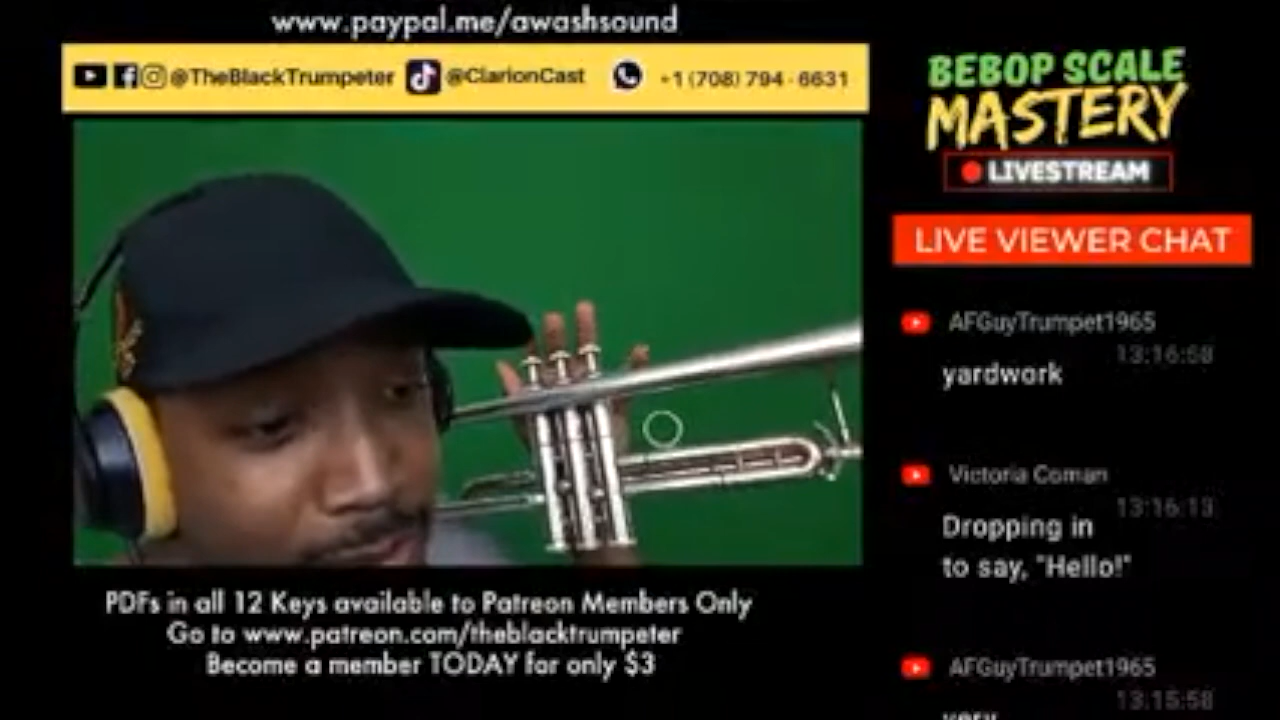 www.paypal.me/awashsound
@TheBlackTrumpeter @ClarionCast +1 (708) 794 - 6631
BEBOP SCALE
MASTERY
LIVESTREAM
LIVE VIEWER CHAT
AFGuyTrumpet1965
13:16:58
yardwork
Victoria Coman
13:16:13
Dropping in
to say, "Hello!"
AFGuyTrumpet1965
13:15:58
very
PDFs in all 12 Keys available to Patreon Members Only
Go to www.patreon.com/theblacktrumpeter
Become a member TODAY for only $3